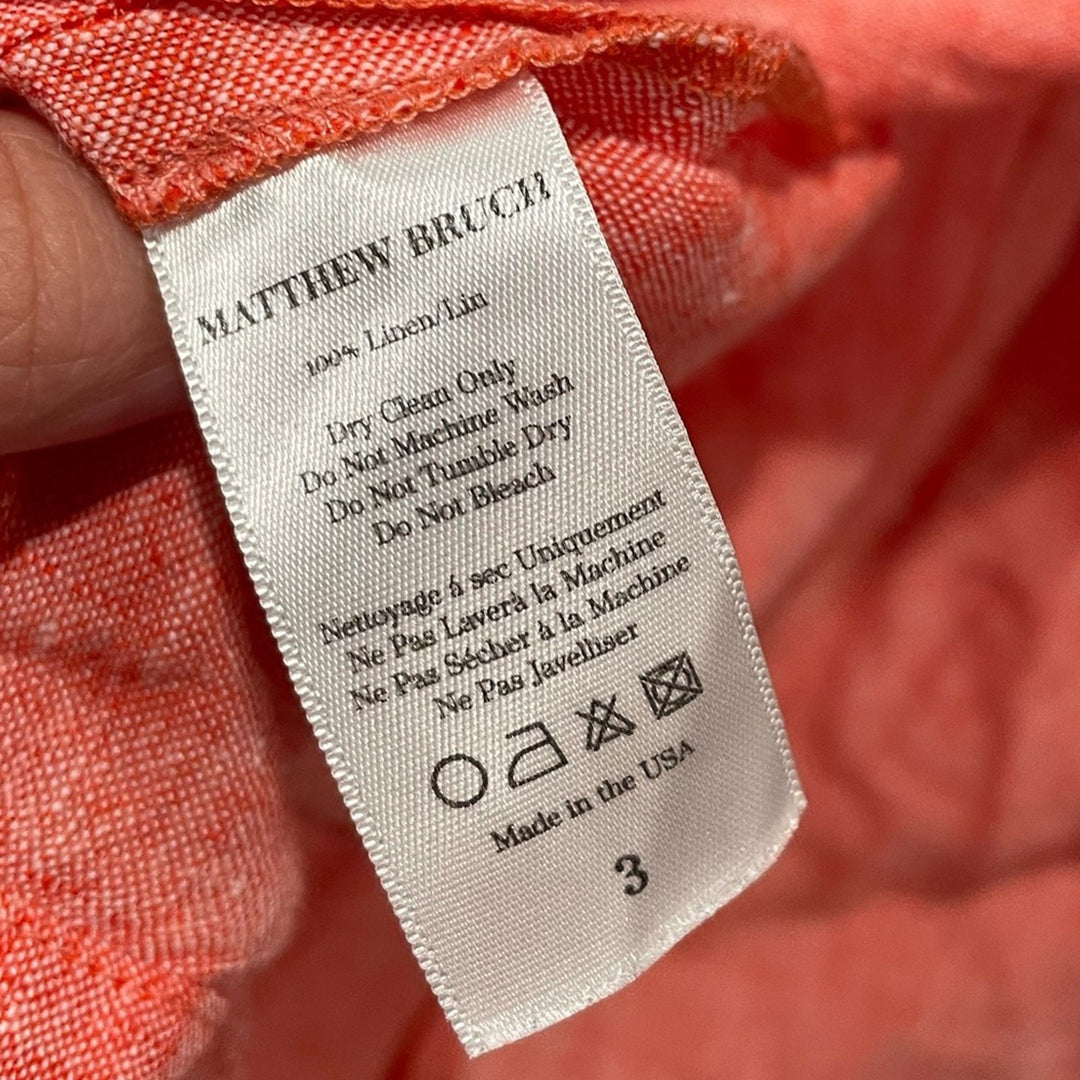 MATTHEW BRUCH
100% Linen/Lin
Dry Clean Only
Do Not Machine Wash
Do Not Tumble Dry
Do Not Bleach
Nettoyage á sec Uniquement
Ne Pas Laverà la Machine
Ne Pas Sécher à la Machine
Ne Pas Javelliser
Made in the USA
3